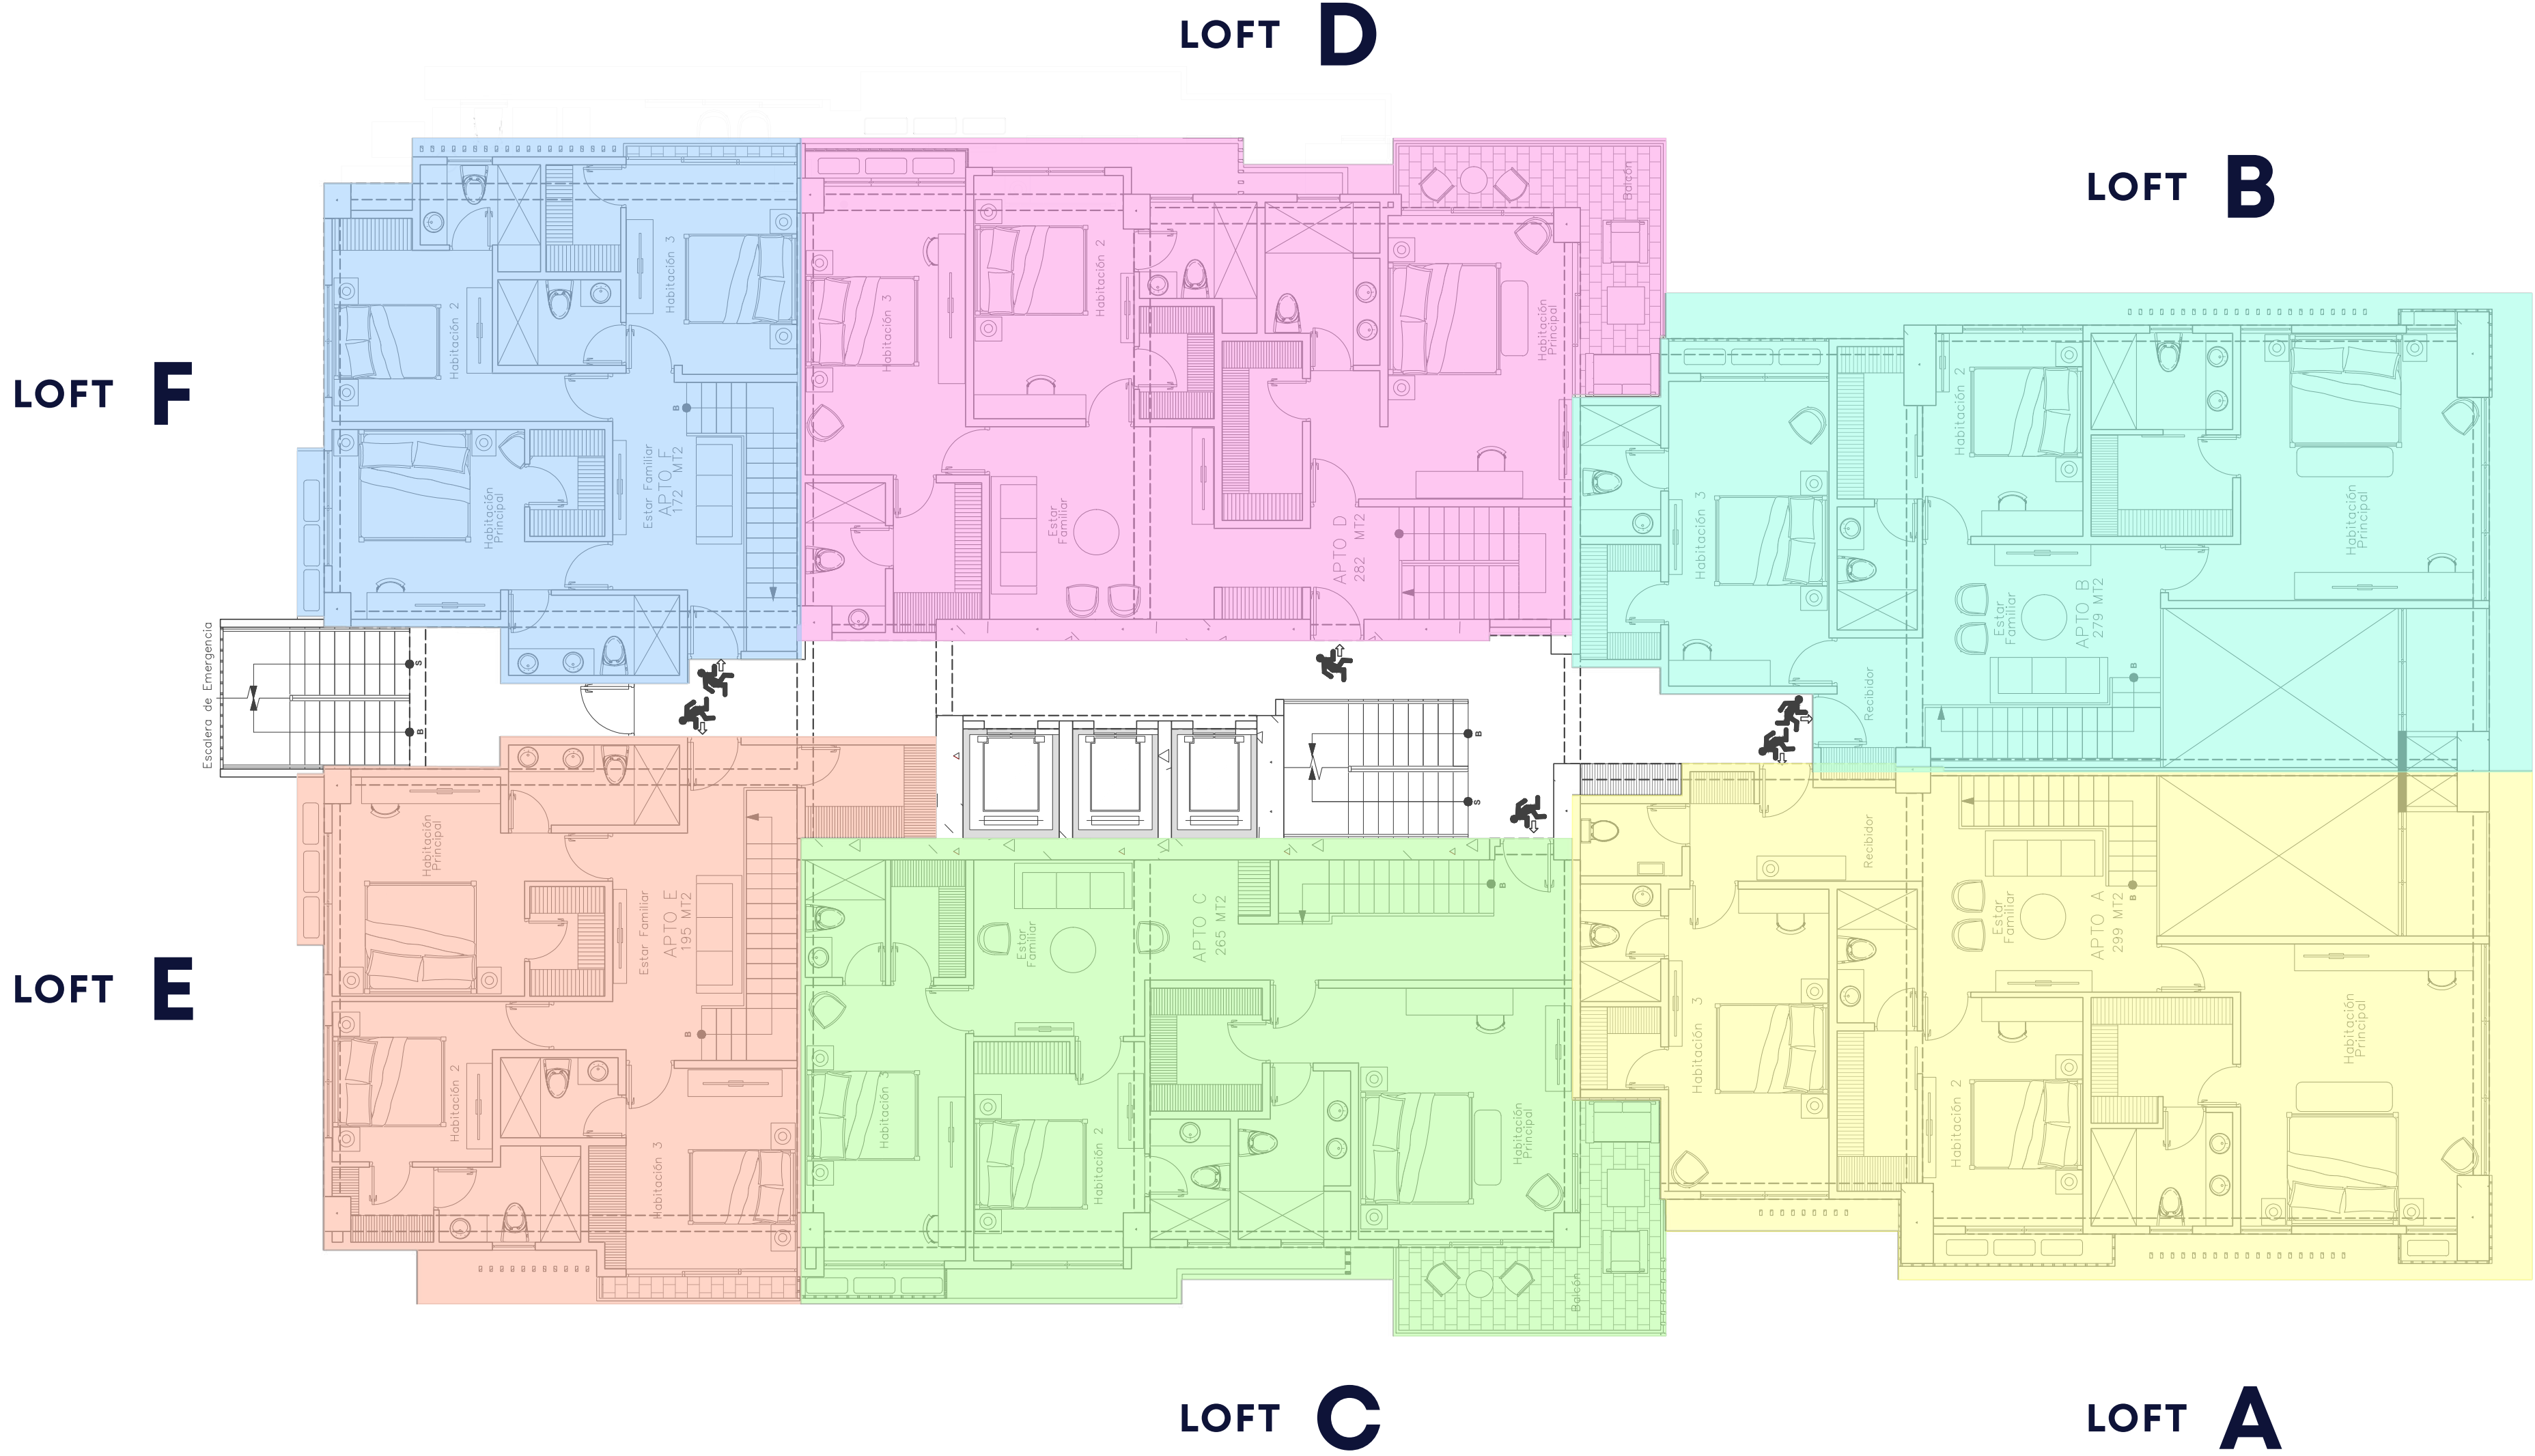 LOFT D
LOFT B
LOFT F
LOFT E
LOFT C
LOFT A
Habitación 2
Habitación 3
Habitación
Principal
Estar Familiar
APTO F
172 MT2
B
Habitación 3
Habitación 2
Estar
Familiar
APTO D
282 MT2
Habitación
Principal
Balcón
Habitación 3
Habitación 2
Habitación
Principal
Estar
Familiar
APTO B
279 MT2
Recibidor
B
Escalera de Emergencia
S
B
B
S
Habitación
Principal
Habitación 2
Estar Familiar
APTO E
195 MT2
B
Habitación 3
Habitación 3
Estar
Familiar
Habitación 2
APTO C
265 MT2
B
Habitación
Principal
Balcón
Recibidor
Habitación 3
Habitación 2
Estar
Familiar
APTO A
299 MT2
B
Habitación
Principal